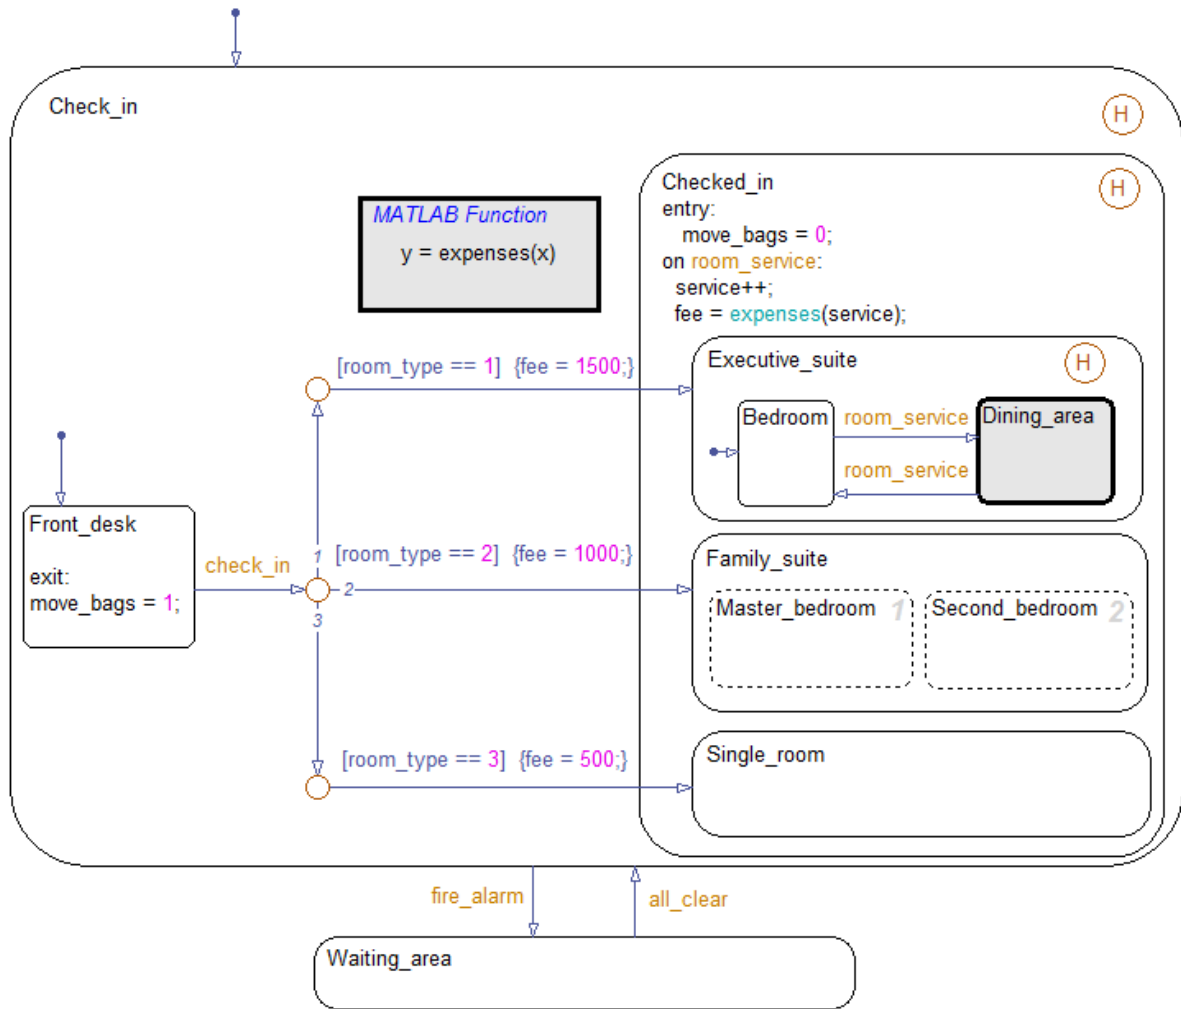 Check_in
H
Checked_in
H
entry:
move_bags = 0;
on room_service:
service++;
fee = expenses(service);
MATLAB Function
y = expenses(x)
[room_type == 1] {fee = 1500;}
Executive_suite
H
Bedroom
room_service
Dining_area
room_service
Front_desk
exit:
move_bags = 1;
check_in
1
2
3
[room_type == 2] {fee = 1000;}
Family_suite
Master_bedroom 1
Second_bedroom 2
[room_type == 3] {fee = 500;}
Single_room
fire_alarm
all_clear
Waiting_area